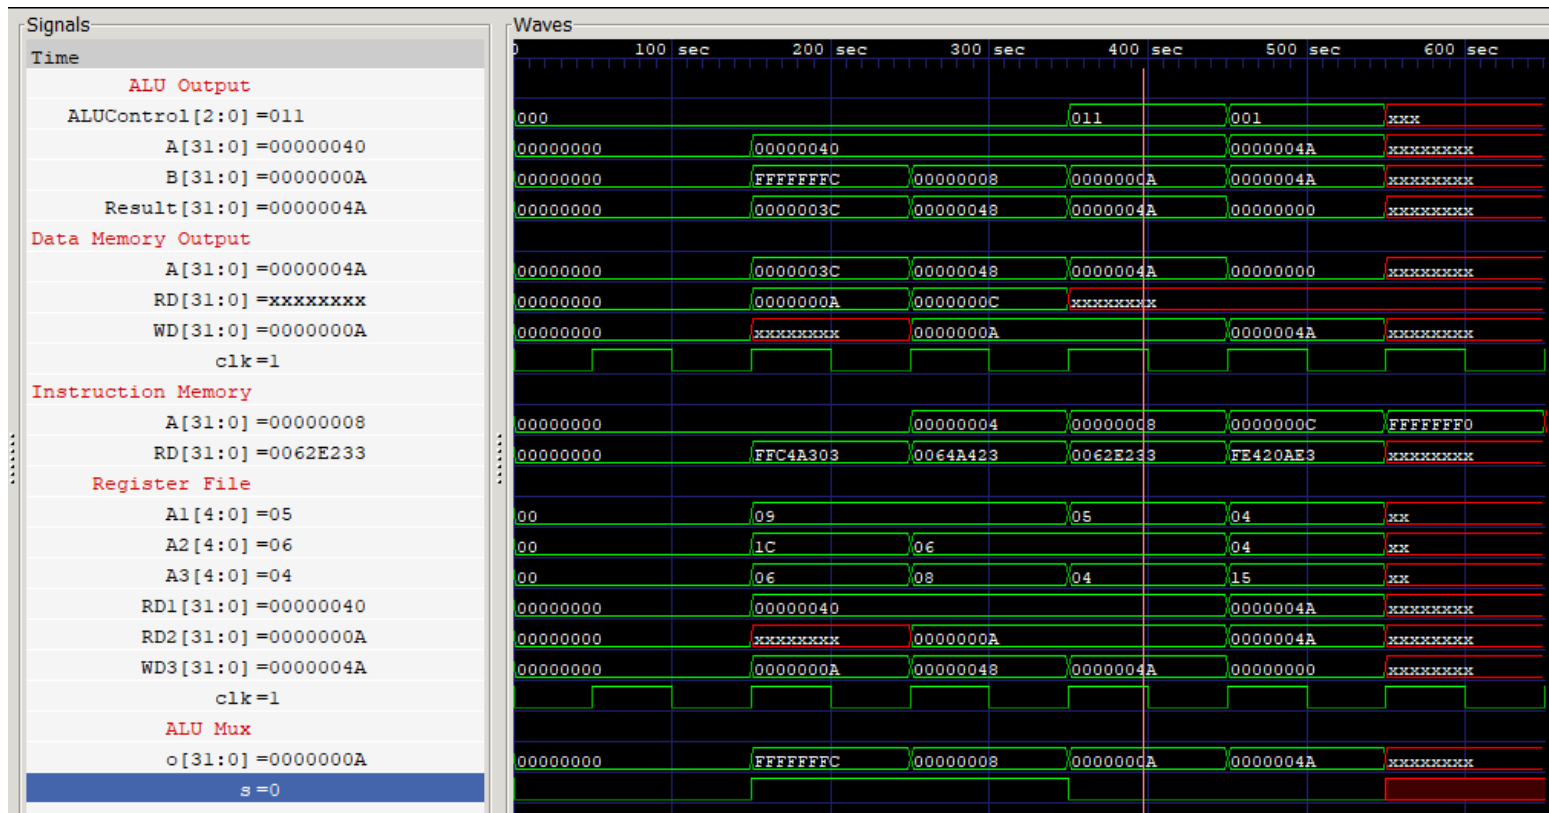 Signals Waves
Time 0 100 sec 200 sec 300 sec 400 sec 500 sec 600 sec
ALU Output
ALUControl[2:0] =011 000 011 001 xxx
A[31:0] =00000040 00000000 00000040 0000004A xxxxxxxx
B[31:0] =0000000A 00000000 FFFFFFFC 00000008 0000000A 0000004A xxxxxxxx
Result[31:0] =0000004A 00000000 0000003C 00000048 0000004A 00000000 xxxxxxxx
Data Memory Output
A[31:0] =0000004A 00000000 0000003C 00000048 0000004A 00000000 xxxxxxxx
RD[31:0] =xxxxxxxx 00000000 0000000A 0000000C xxxxxxxx
WD[31:0] =0000000A 00000000 xxxxxxxx 0000000A 0000004A xxxxxxxx
clk =1
Instruction Memory
A[31:0] =00000008 00000000 00000004 00000008 0000000C FFFFFFF0
RD[31:0] =0062E233 00000000 FFC4A303 0064A423 0062E233 FE420AE3 xxxxxxxx
Register File
A1[4:0] =05 00 09 05 04 xx
A2[4:0] =06 00 1C 06 04 xx
A3[4:0] =04 00 06 08 04 15 xx
RD1[31:0] =00000040 00000000 00000040 0000004A xxxxxxxx
RD2[31:0] =0000000A 00000000 xxxxxxxx 0000000A 0000004A xxxxxxxx
WD3[31:0] =0000004A 00000000 0000000A 00000048 0000004A 00000000 xxxxxxxx
clk =1
ALU Mux
o[31:0] =0000000A 00000000 FFFFFFFC 00000008 0000000A 0000004A xxxxxxxx
s =0